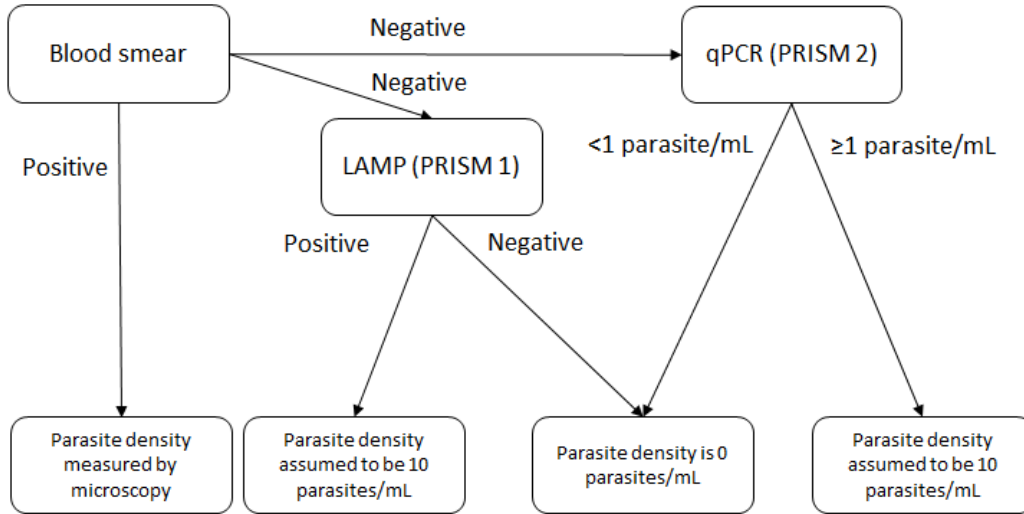 Blood smear
Negative
Negative
qPCR (PRISM 2)
Positive
LAMP (PRISM 1)
<1 parasite/mL
≥1 parasite/mL
Positive
Negative
Parasite density
measured by
microscopy
Parasite density
assumed to be 10
parasites/mL
Parasite density is 0
parasites/mL
Parasite density
assumed to be 10
parasites/mL